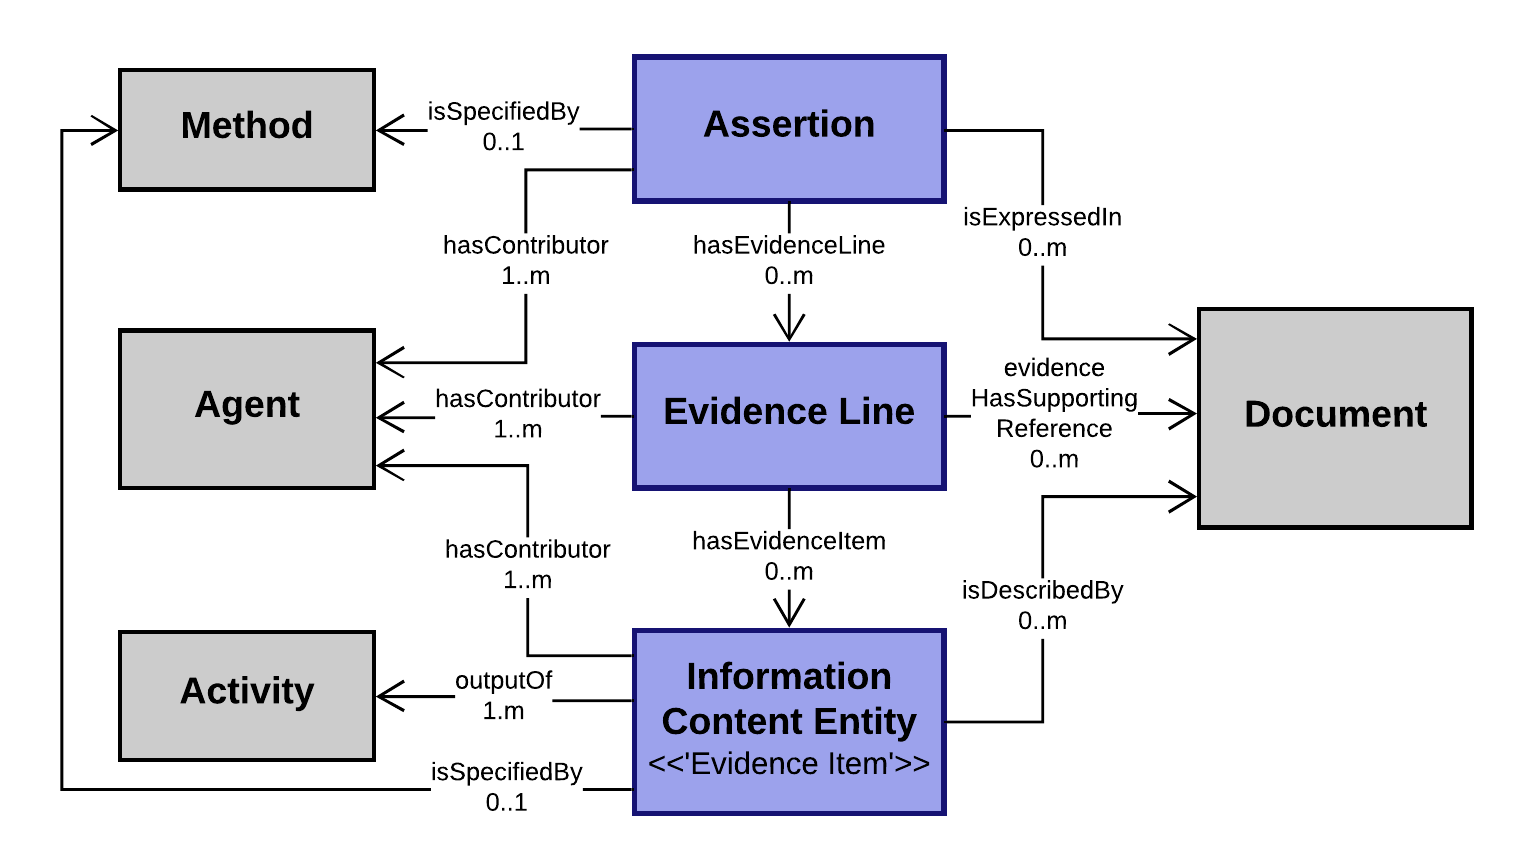 Method
isSpecifiedBy
0..1
Assertion
isExpressedIn
0..m
hasContributor
1..m
hasEvidenceLine
0..m
Agent
hasContributor
1..m
Evidence Line
evidence
HasSupporting
Reference
0..m
Document
hasContributor
1..m
hasEvidenceItem
0..m
isDescribedBy
0..m
Activity
outputOf
1.m
Information
Content Entity
<<'Evidence Item'>>
isSpecifiedBy
0..1